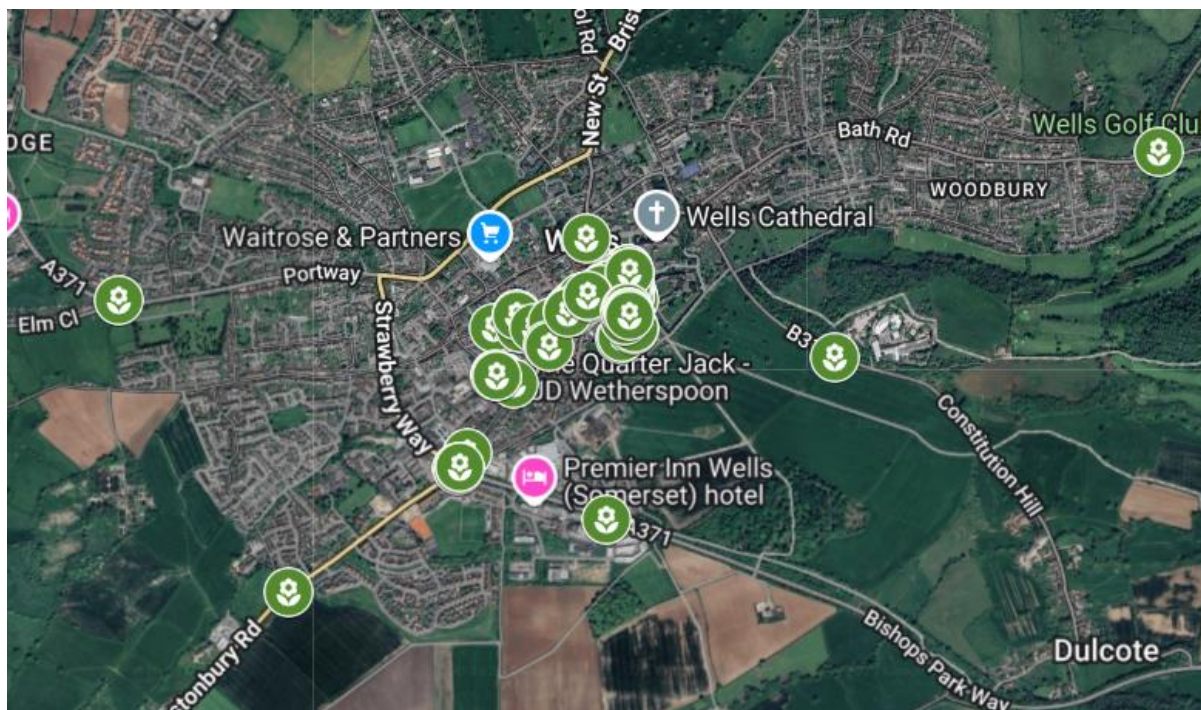 ol Rd
Bris
New St
Bath Rd
Wells Golf Clu
DGE
WOODBURY
Waitrose & Partners
W
Wells Cathedral
A371
Portway
Elm Cl
Strawberry Way
B3
e Quarter Jack -
JD Wetherspoon
Constitution Hill
Premier Inn Wells
(Somerset) hotel
A371
stonbury Rd
Bishops Park Way
Dulcote